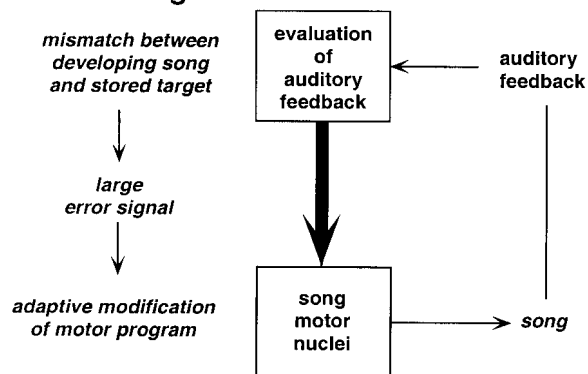 mismatch between
developing song
and stored target
large
error signal
adaptive modification
of motor program
evaluation
of
auditory
feedback
song
motor
nuclei
auditory
feedback
song